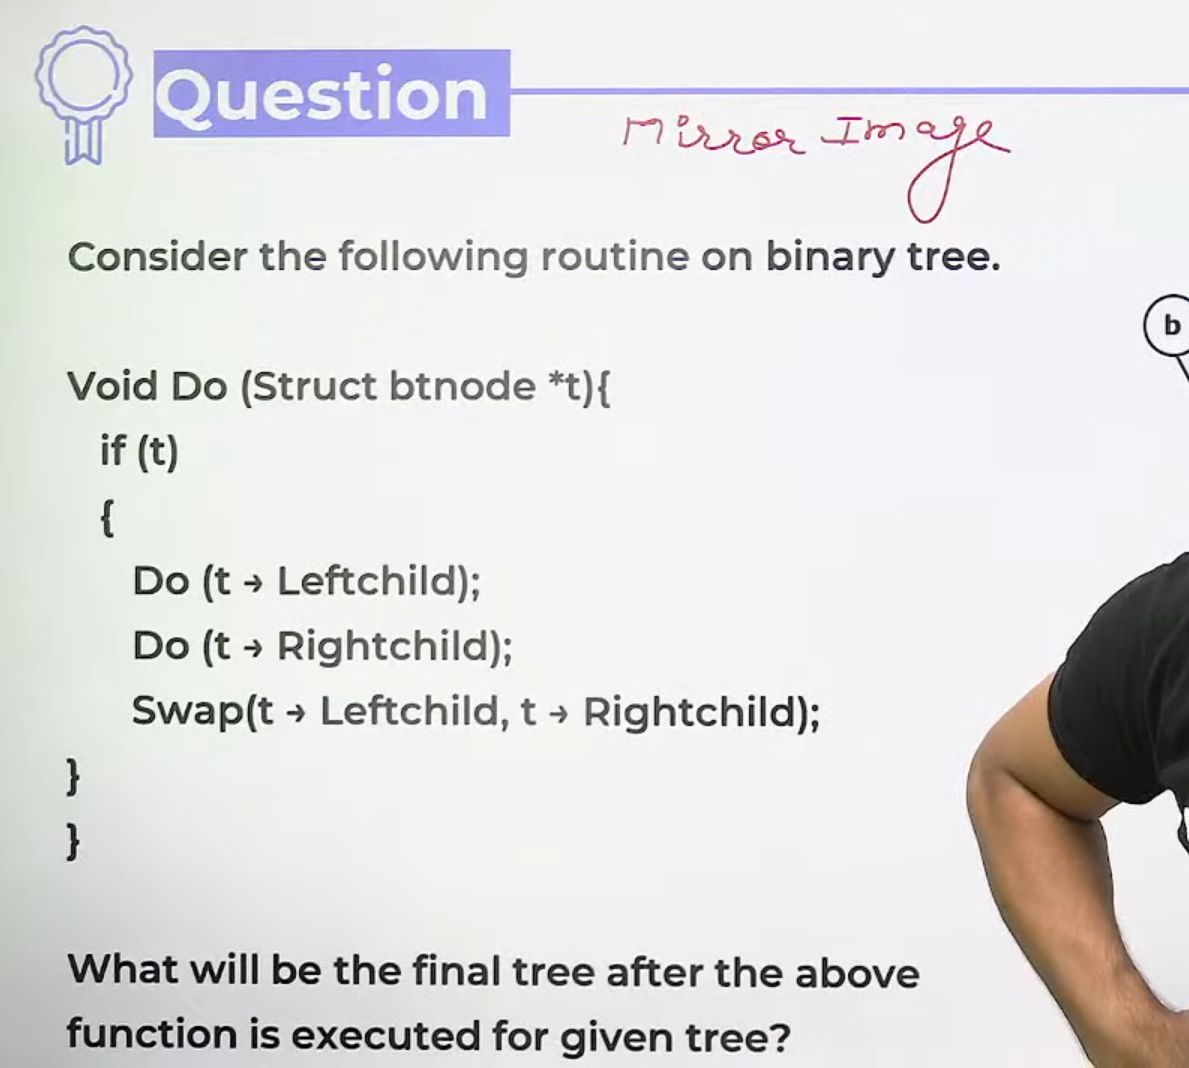 Question
Mirror Image
Consider the following routine on binary tree.
b
Void Do (Struct btnode *t){
if (t)
{
Do (t → Leftchild);
Do (t → Rightchild);
Swap(t → Leftchild, t → Rightchild);
}
}
What will be the final tree after the above
function is executed for given tree?